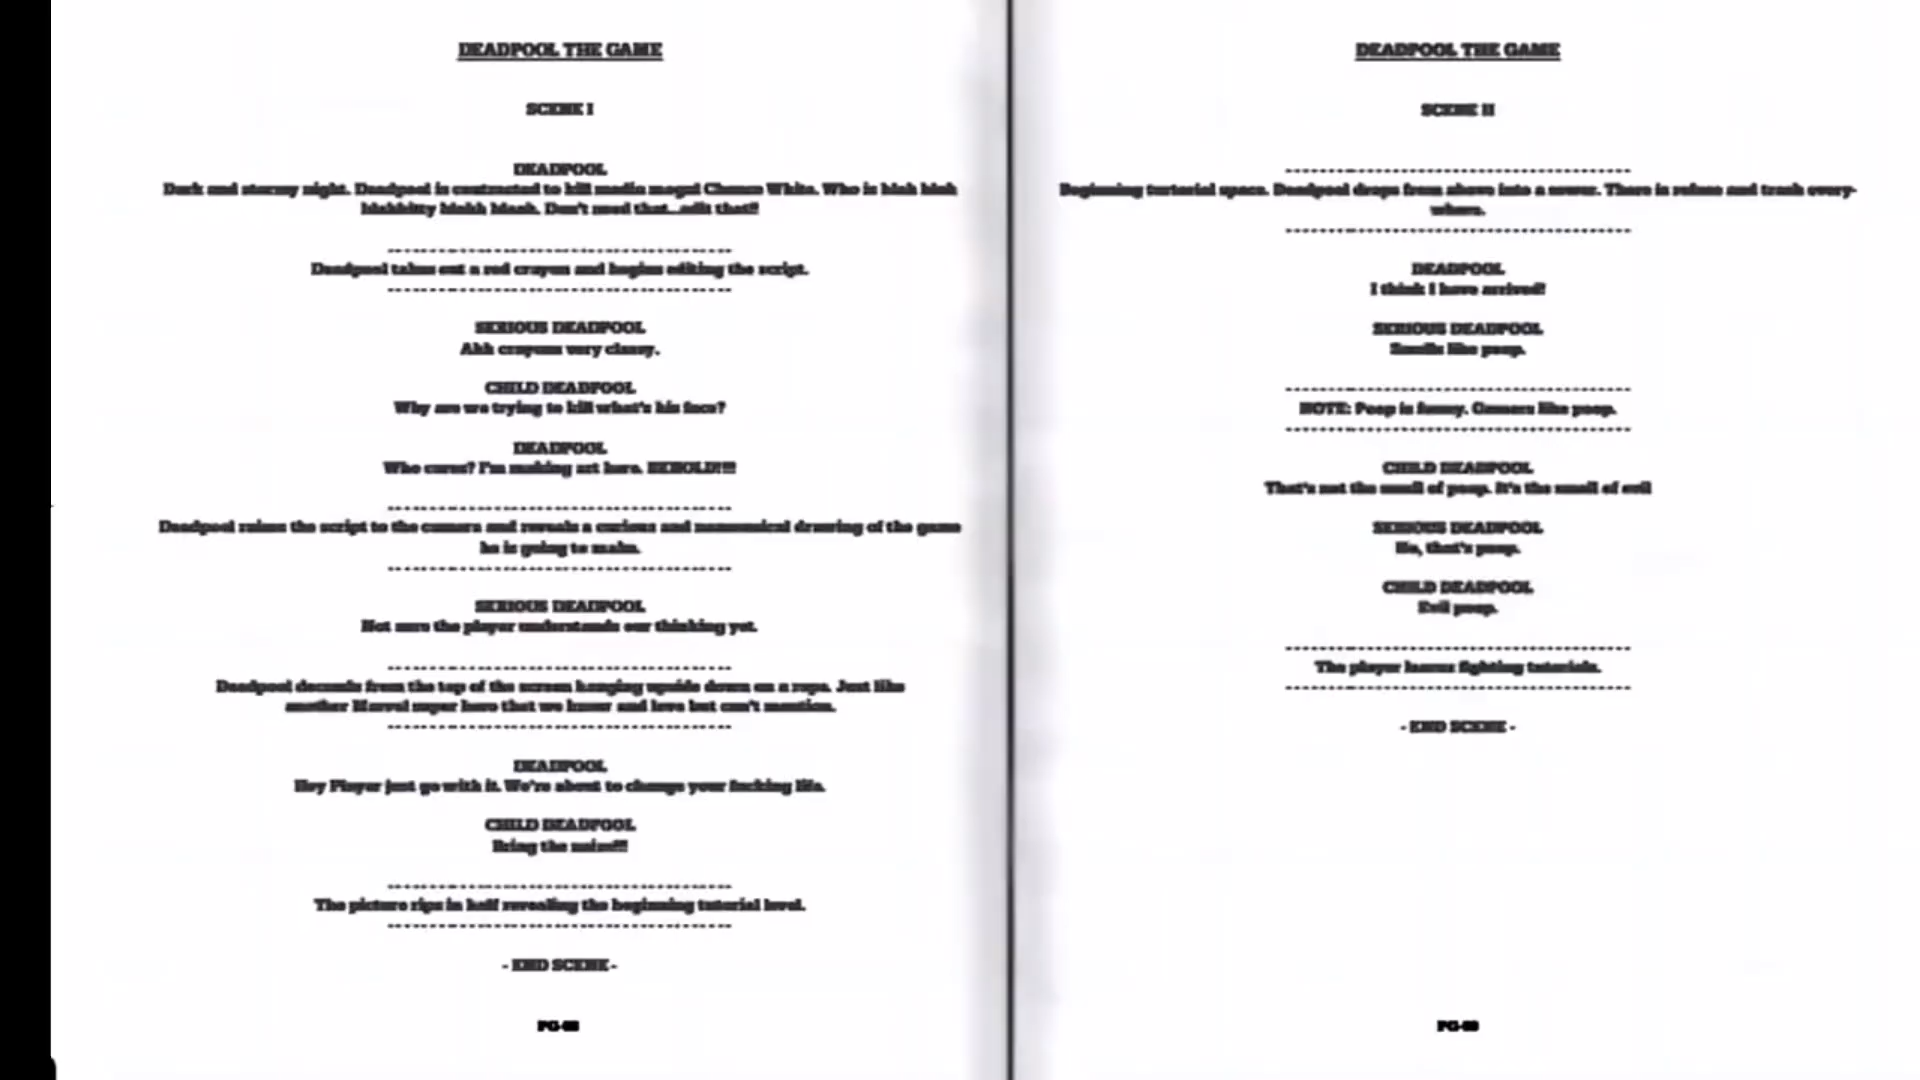 DEADPOOL THE GAME
SCENE I
DEADPOOL
Dark and stormy night. Deadpool is contracted to kill media mogul Chance White. Who is blah blah
blahbitty blahh blaah. Don't need that...edit that!!
Deadpool takes out a red crayon and begins editing the script.
SERIOUS DEADPOOL
Ahh crayons very classy.
CHILD DEADPOOL
Why are we trying to kill what's his face?
DEADPOOL
Who cares? I'm making art here. BEHOLD!!!!
Deadpool raises the script to the camera and reveals a curious and nonsensical drawing of the game
he is going to make.
SERIOUS DEADPOOL
Not sure the player understands our thinking yet.
Deadpool decends from the top of the screen hanging upside down on a rope. Just like
another Marvel super hero that we know and love but can't mention.
DEADPOOL
Hey Player just go with it. We're about to change your fucking life.
CHILD DEADPOOL
Bring the noise!!!
The picture rips in half revealing the beginning tutorial level.
- END SCENE -
DEADPOOL THE GAME
SCENE II
Beginning tortorial space. Deadpool drops from above into a sewer. There is refuse and trash every-
where.
DEADPOOL
I think I have arrived!
SERIOUS DEADPOOL
Smells like poop.
NOTE: Poop is funny. Gamers like poop.
CHILD DEADPOOL
That's not the smell of poop. It's the smell of evil
SERIOUS DEADPOOL
No, that's poop.
CHILD DEADPOOL
Evil poop.
The player learns fighting tutorials.
- END SCENE -